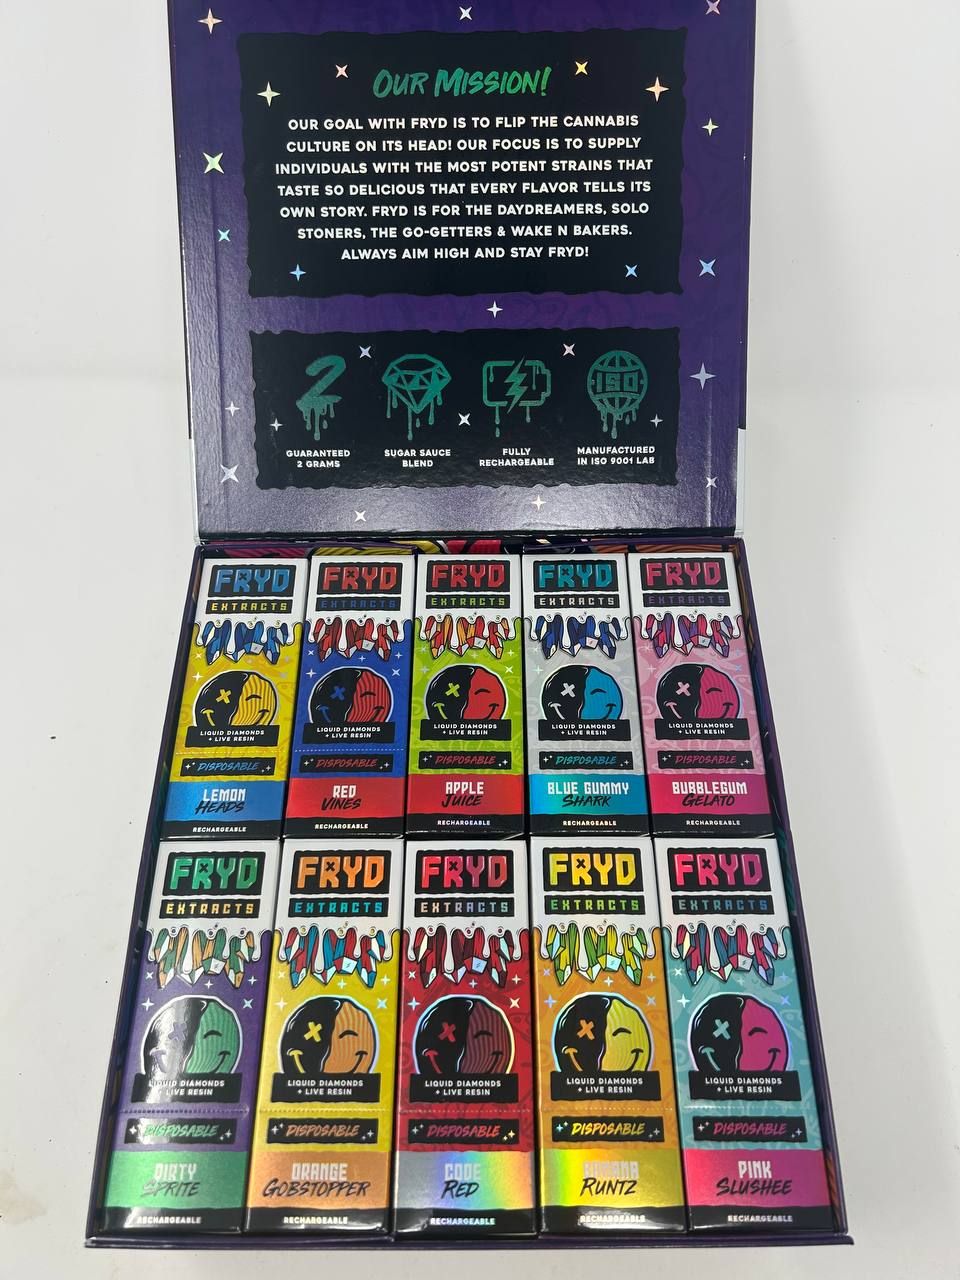 OUR MISSION!
OUR GOAL WITH FRYD IS TO FLIP THE CANNABIS
CULTURE ON ITS HEAD! OUR FOCUS IS TO SUPPLY
INDIVIDUALS WITH THE MOST POTENT STRAINS THAT
TASTE SO DELICIOUS THAT EVERY FLAVOR TELLS ITS
OWN STORY. FRYD IS FOR THE DAYDREAMERS, SOLO
STONERS, THE GO-GETTERS & WAKE N BAKERS.
ALWAYS AIM HIGH AND STAY FRYD!
2
ISO
GUARANTEED
2 GRAMS
SUGAR SAUCE
BLEND
FULLY
RECHARGEABLE
MANUFACTURED
IN ISO 9001 LAB
FRYD
EXTRACTS
LIQUID DIAMONDS
+ LIVE RESIN
DISPOSABLE
LEMON
HEADS
RECHARGEABLE
FRYD
EXTRACTS
LIQUID DIAMONDS
+ LIVE RESIN
DISPOSABLE
RED
VINES
RECHARGEABLE
FRYD
EXTRACTS
LIQUID DIAMONDS
+ LIVE RESIN
DISPOSABLE
APPLE
JUICE
RECHARGEABLE
FRYD
EXTRACTS
LIQUID DIAMONDS
+ LIVE RESIN
DISPOSABLE
BLUE GUMMY
SHARK
RECHARGEABLE
FRYD
EXTRACTS
LIQUID DIAMONDS
+ LIVE RESIN
DISPOSABLE
BUBBLEGUM
GELATO
RECHARGEABLE
FRYD
EXTRACTS
LIQUID DIAMONDS
+ LIVE RESIN
DISPOSABLE
DIRTY
SPRITE
RECHARGEABLE
FRYD
EXTRACTS
LIQUID DIAMONDS
+ LIVE RESIN
DISPOSABLE
ORANGE
GOBSTOPPER
RECHARGEABLE
FRYD
EXTRACTS
LIQUID DIAMONDS
+ LIVE RESIN
DISPOSABLE
CODE
RED
RECHARGEABLE
FRYD
EXTRACTS
LIQUID DIAMONDS
+ LIVE RESIN
DISPOSABLE
RUNTZ
RECHARGEABLE
FRYD
EXTRACTS
LIQUID DIAMONDS
+ LIVE RESIN
DISPOSABLE
PINK
SLUSHEE
RECHARGEABLE